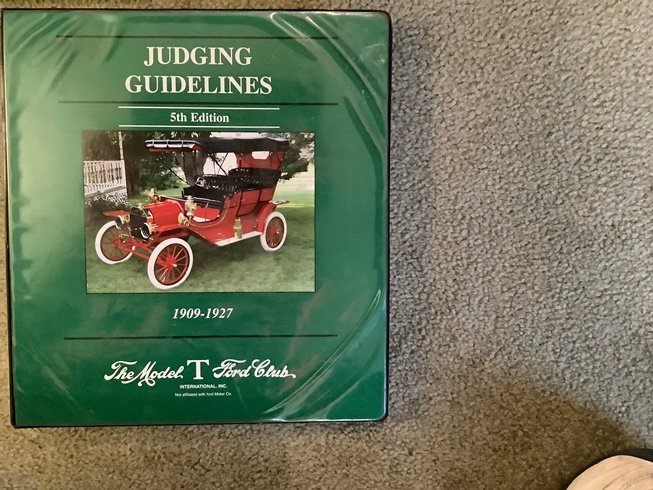 JUDGING
GUIDELINES
5th Edition
1909-1927
The Model T Ford Club
INTERNATIONAL, INC.
Not affiliated with ford Motor Co.